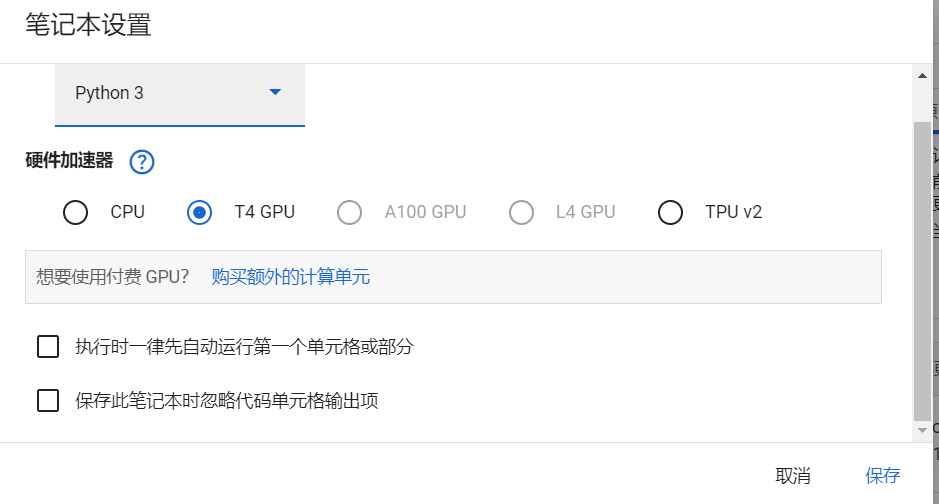 笔记本设置
Python 3
硬件加速器 ?
CPU T4 GPU A100 GPU L4 GPU TPU v2
想要使用付费 GPU? 购买额外的计算单元
执行时一律先自动运行第一个单元格或部分
保存此笔记本时忽略代码单元格输出项
取消 保存